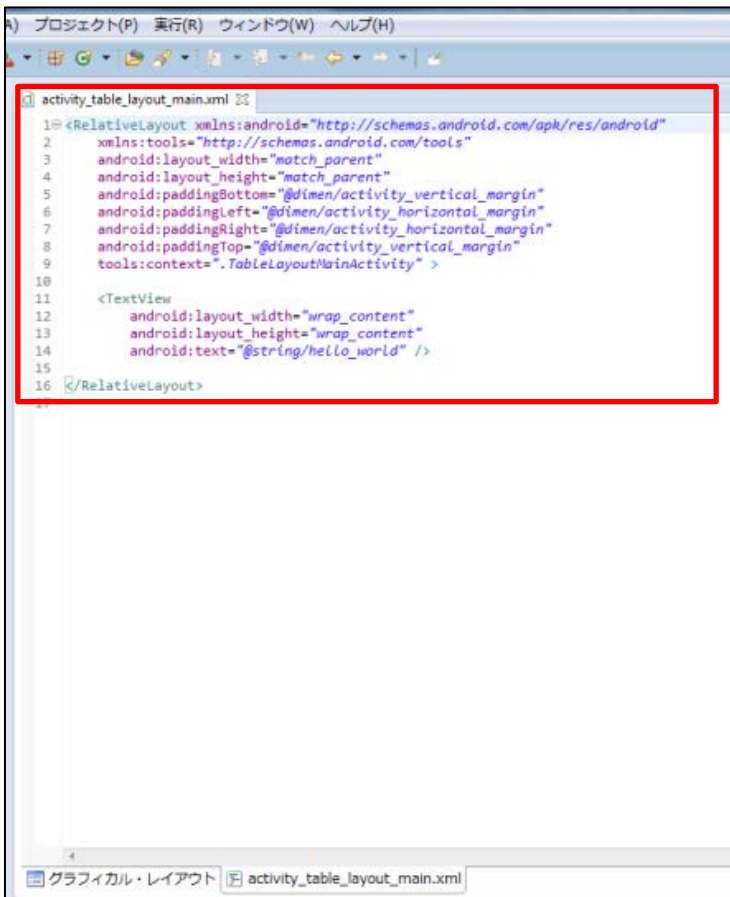 A) プロジェクト(P) 実行(R) ウィンドウ(W) ヘルプ(H)
activity_table_layout_main.xml
1 <RelativeLayout xmlns:android="http://schemas.android.com/apk/res/android"
2 xmlns:tools="http://schemas.android.com/tools"
3 android:layout_width="match_parent"
4 android:layout_height="match_parent"
5 android:paddingBottom="@dimen/activity_vertical_margin"
6 android:paddingLeft="@dimen/activity_horizontal_margin"
7 android:paddingRight="@dimen/activity_horizontal_margin"
8 android:paddingTop="@dimen/activity_vertical_margin"
9 tools:context=".TableLayoutMainActivity" >
10
11 <TextView
12 android:layout_width="wrap_content"
13 android:layout_height="wrap_content"
14 android:text="@string/hello_world" />
15
16 </RelativeLayout>
17
グラフィカル・レイアウト activity_table_layout_main.xml